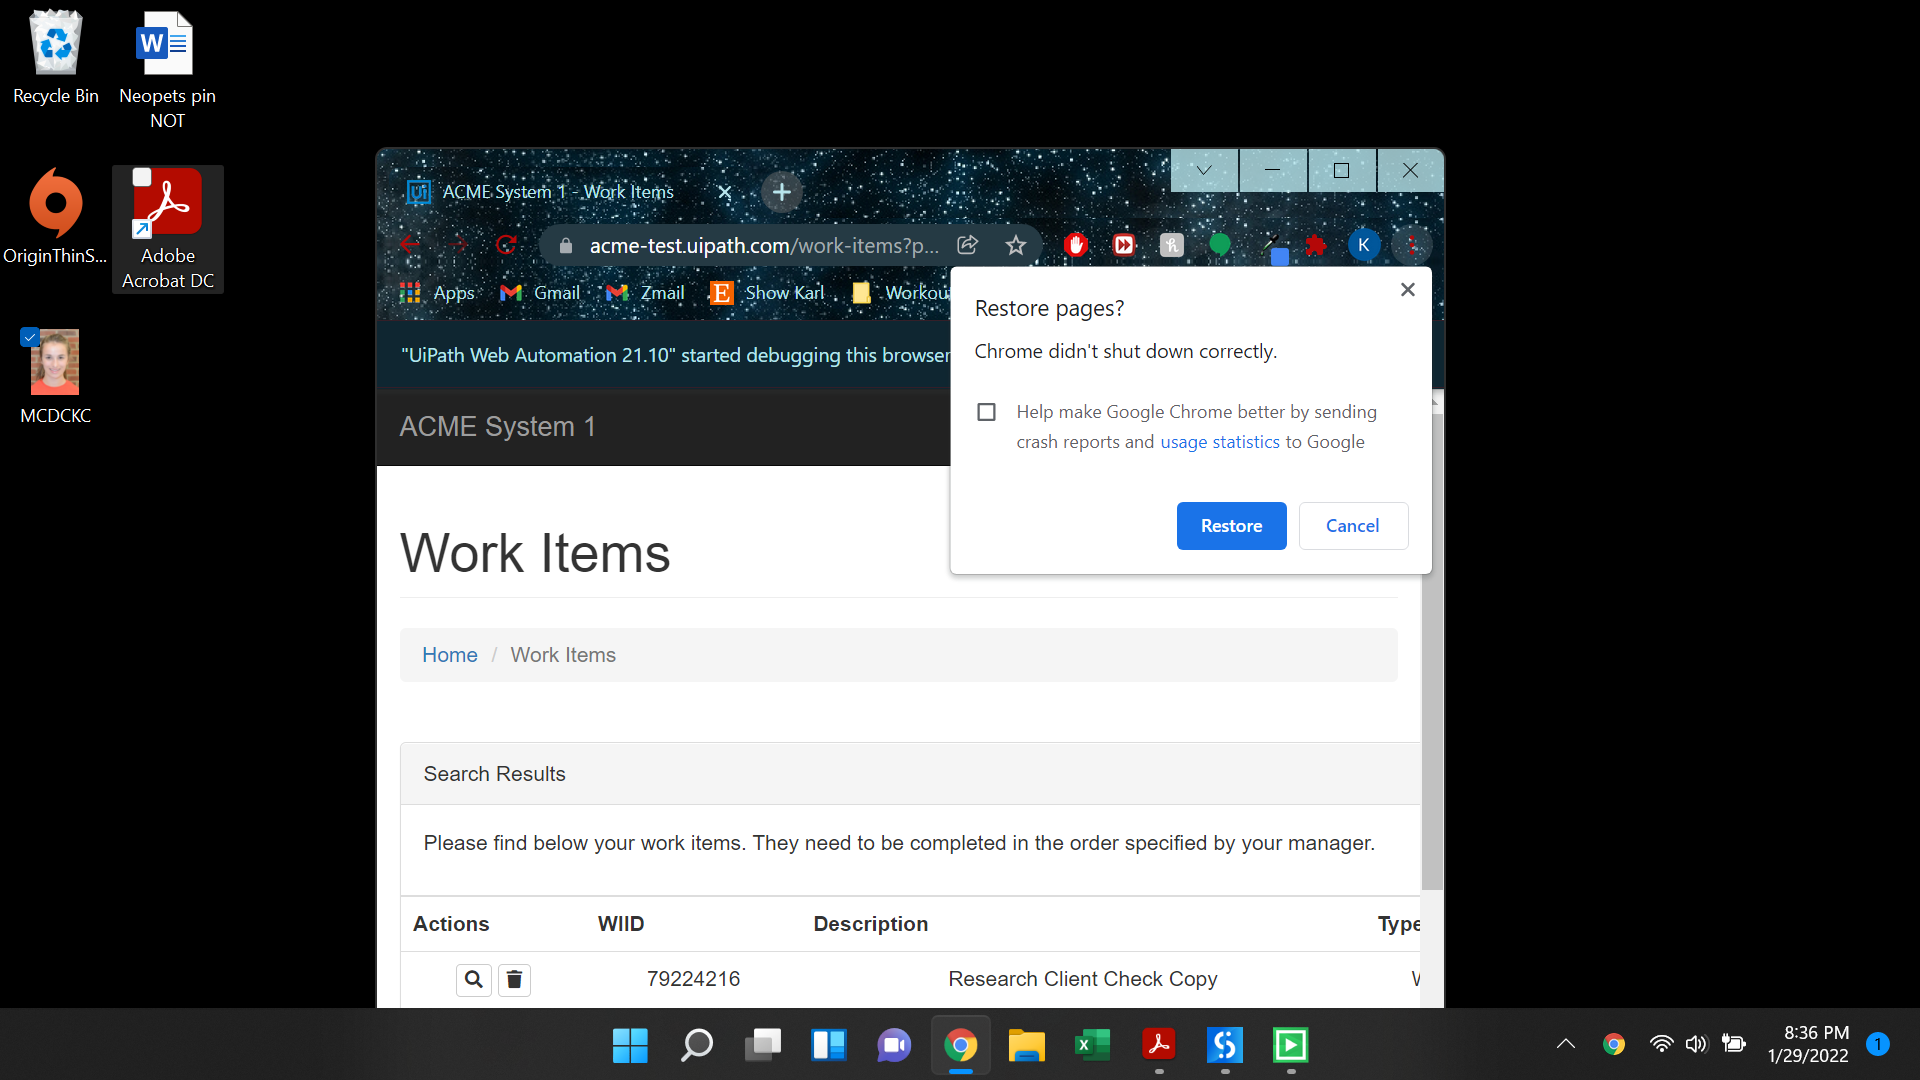 Recycle Bin
Neopets pin
NOT
OriginThinS...
Adobe
Acrobat DC
MCDCKC
ACME System 1 - Work Items
acme-test.uipath.com/work-items?p...
K
Apps
Gmail
Zmail
Show Karl
Workou
"UiPath Web Automation 21.10" started debugging this browser
ACME System 1
Restore pages?
Chrome didn't shut down correctly.
Help make Google Chrome better by sending
crash reports and usage statistics to Google
Restore
Cancel
Work Items
Home / Work Items
Search Results
Please find below your work items. They need to be completed in the order specified by your manager.
Actions WIID Description Type
79224216 Research Client Check Copy
8:36 PM
1/29/2022
1